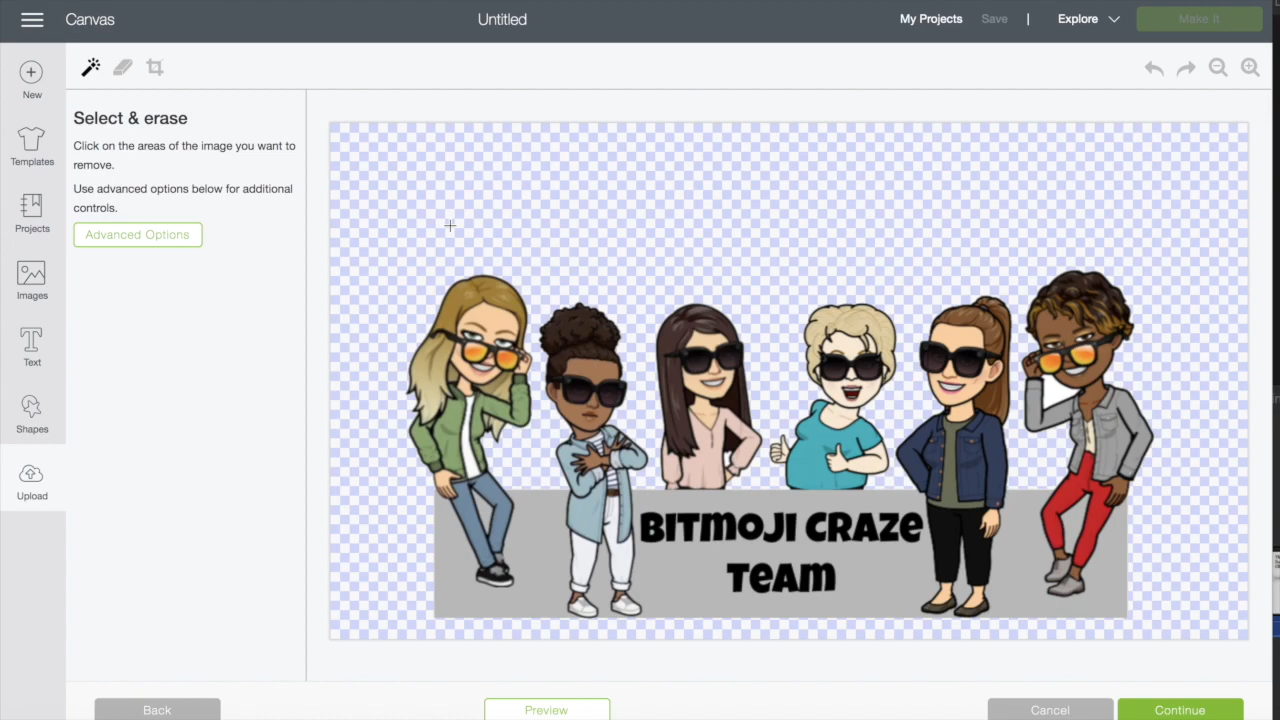 Canvas
Untitled
My Projects
Save
|
Explore
Make It
New
Templates
Projects
Images
Text
Shapes
Upload
Select & erase
Click on the areas of the image you want to
remove.
Use advanced options below for additional
controls.
Advanced Options
BITMOJI CRAZE
TEAM
Back
Preview
Cancel
Continue